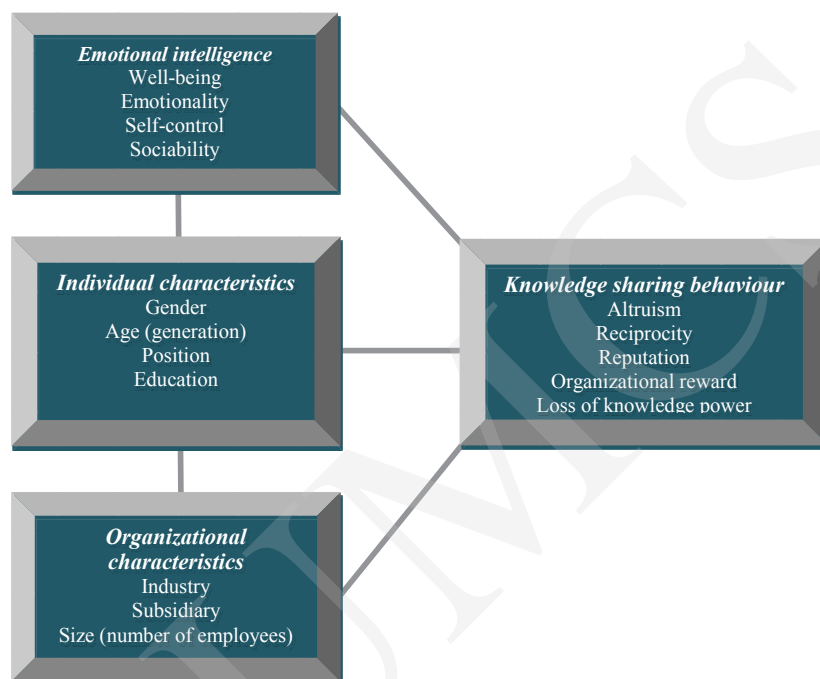 Emotional intelligence
Well-being
Emotionality
Self-control
Sociability
Individual characteristics
Gender
Age (generation)
Position
Education
Organizational
characteristics
Industry
Subsidiary
Size (number of employees)
Knowledge sharing behaviour
Altruism
Reciprocity
Reputation
Organizational reward
Loss of knowledge power
UMCS